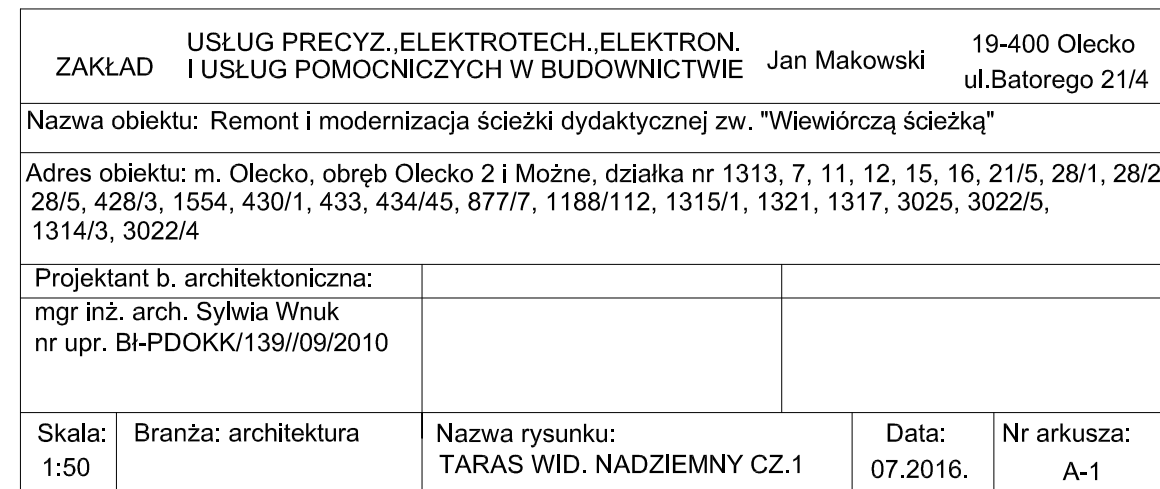 ZAKŁAD USŁUG PRECYZ.,ELEKTROTECH.,ELEKTRON. I USŁUG POMOCNICZYCH W BUDOWNICTWIE Jan Makowski
19-400 Olecko
ul.Batorego 21/4
Nazwa obiektu: Remont i modernizacja ścieżki dydaktycznej zw. "Wiewiórczą ścieżką"
Adres obiektu: m. Olecko, obręb Olecko 2 i Możne, działka nr 1313, 7, 11, 12, 15, 16, 21/5, 28/1, 28/2
28/5, 428/3, 1554, 430/1, 433, 434/45, 877/7, 1188/112, 1315/1, 1321, 1317, 3025, 3022/5,
1314/3, 3022/4
Projektant b. architektoniczna:
mgr inż. arch. Sylwia Wnuk
nr upr. Bł-PDOKK/139//09/2010
Skala:
1:50
Branża: architektura
Nazwa rysunku:
TARAS WID. NADZIEMNY CZ.1
Data:
07.2016.
Nr arkusza:
A-1